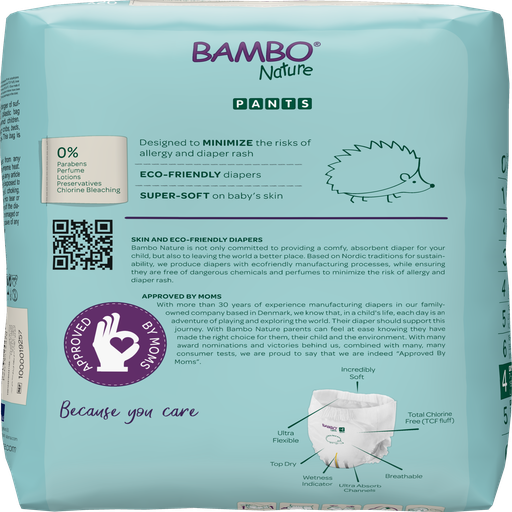 BAMBO®
Nature
PANTS
0%
Parabens
Perfume
Lotions
Preservatives
Chlorine Bleaching
Designed to MINIMIZE the risks of
allergy and diaper rash
ECO-FRIENDLY diapers
SUPER-SOFT on baby's skin
SKIN AND ECO-FRIENDLY DIAPERS
Bambo Nature is not only committed to providing a comfy, absorbent diaper for your
child, but also to leaving the world a better place. Based on Nordic traditions for sustain-
ability, we produce diapers with ecofriendly manufacturing processes, while ensuring
they are free of dangerous chemicals and perfumes to minimize the risk of allergy and
diaper rash.
APPROVED BY MOMS
With more than 30 years of experience manufacturing diapers in our family-
owned company based in Denmark, we know that, in a child's life, each day is an
adventure of playing and exploring the world. Their diaper should support this
journey. With Bambo Nature parents can feel at ease knowing they have
made the right choice for them, their child and the environment. With many
award nominations and victories behind us, combined with many, many
consumer tests, we are proud to say that we are indeed "Approved By
Moms".
APPROVED BY MOMS
1000019257
Because you care
Incredibly
Soft
Total Chlorine
Free (TCF fluff)
Breathable
Ultra Absorb
Channels
Wetness
Indicator
Top Dry
Ultra
Flexible
BAMBO
4
5